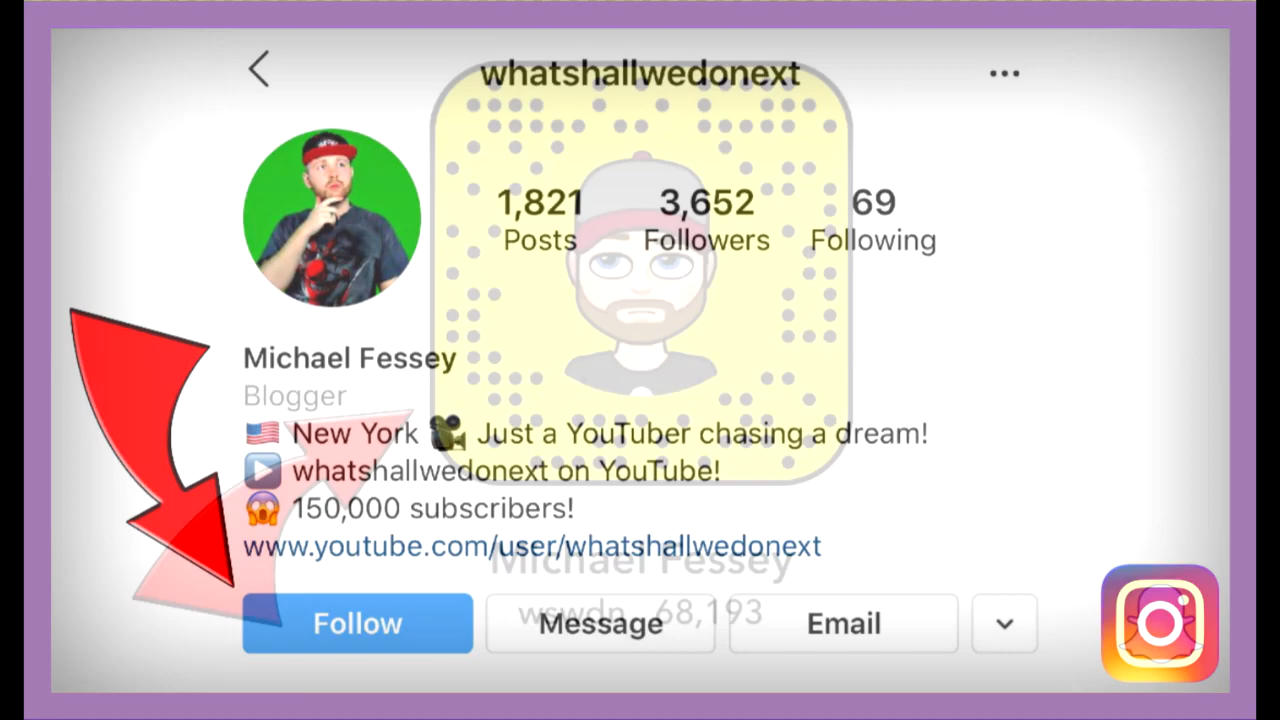 whatshallwedonext
1,821 3,652 69
Posts Followers Following
Michael Fessey
Blogger
🇺🇸 New York 🎥 Just a YouTuber chasing a dream!
▶️ whatshallwedonext on YouTube!
😱 150,000 subscribers!
www.youtube.com/user/whatshallwedonext
Michael Fessey
wswdn 68,193
Follow Message Email